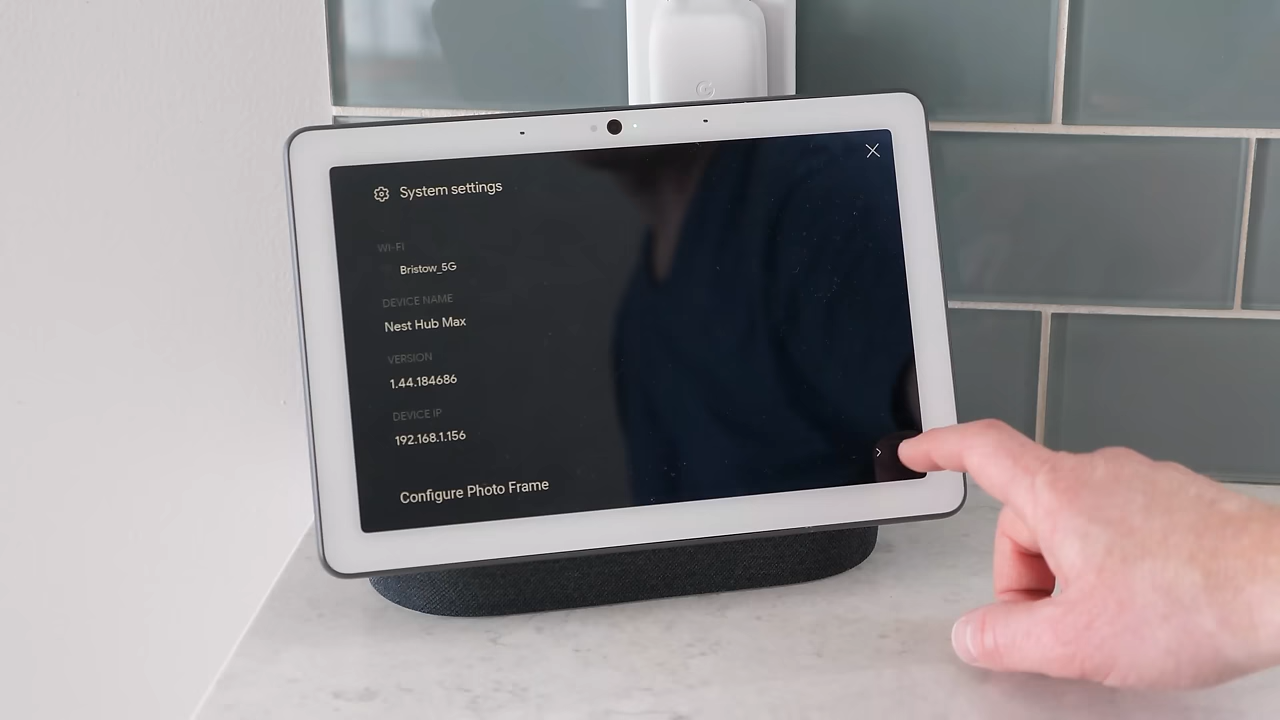 System settings
WI-FI
Bristow_5G
DEVICE NAME
Nest Hub Max
VERSION
1.44.184686
DEVICE IP
192.168.1.156
Configure Photo Frame